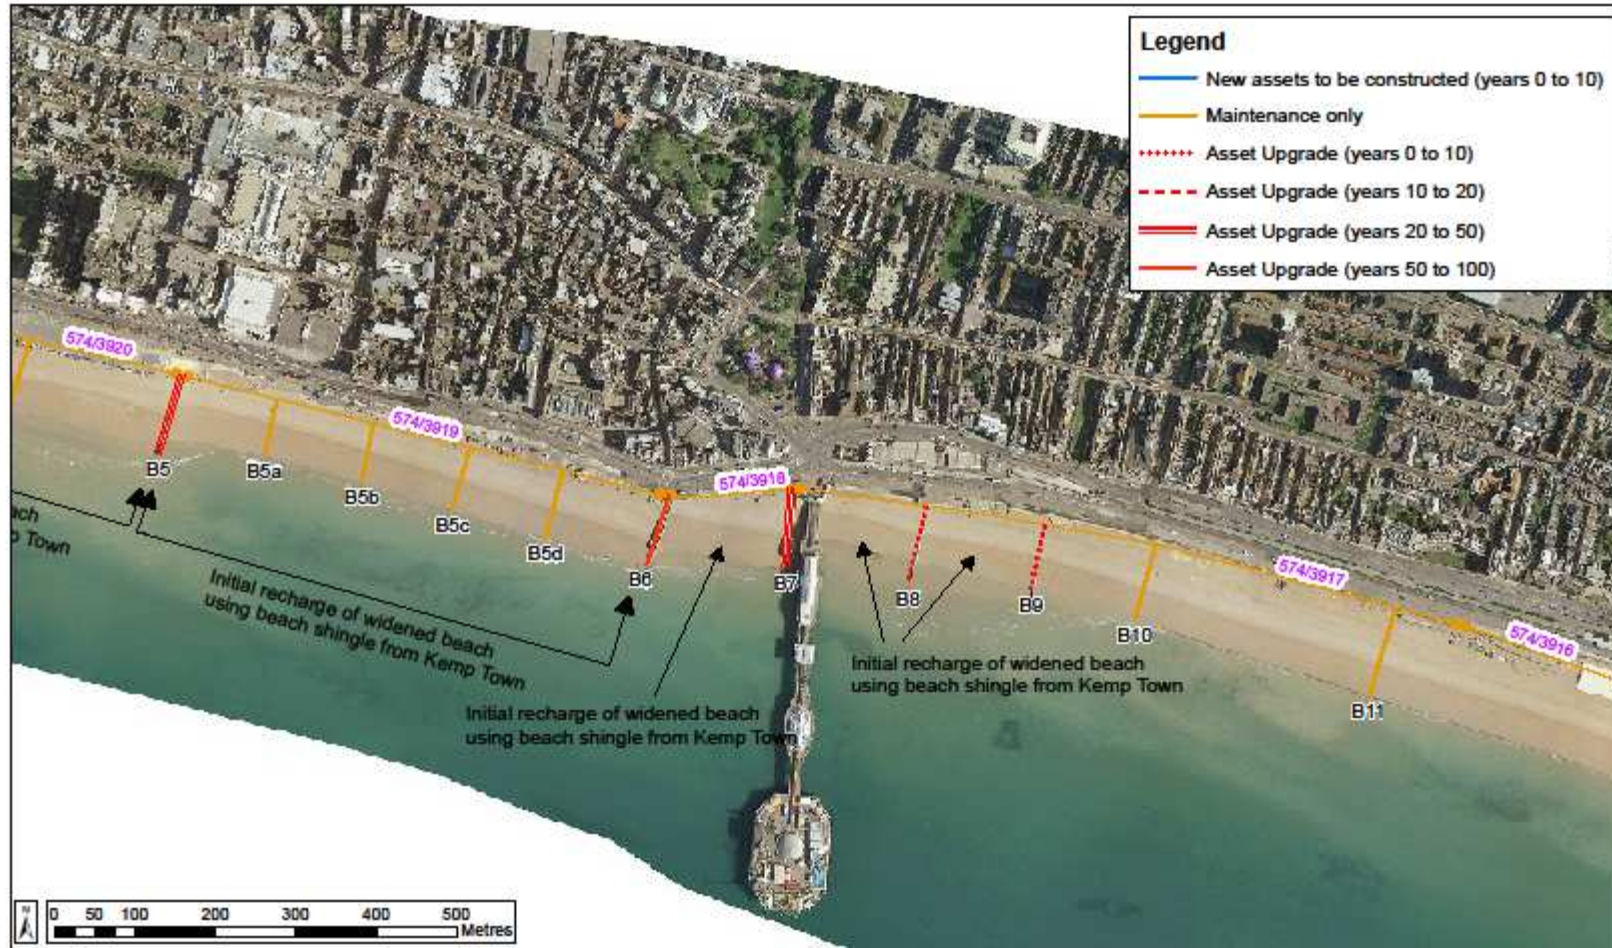 Legend
New assets to be constructed (years 0 to 10)
Maintenance only
Asset Upgrade (years 0 to 10)
Asset Upgrade (years 10 to 20)
Asset Upgrade (years 20 to 50)
Asset Upgrade (years 50 to 100)
574/3920
574/3919
574/3918
574/3917
574/3916
B5
B5a
B5b
B5c
B5d
B6
B7
B8
B9
B10
B11
Town
Initial recharge of widened beach
using beach shingle from Kemp Town
Initial recharge of widened beach
using beach shingle from Kemp Town
Initial recharge of widened beach
using beach shingle from Kemp Town
N
0 50 100 200 300 400 500
Metres